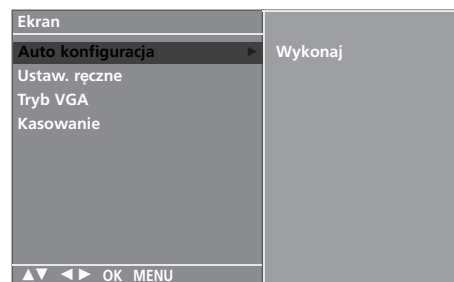 Ekran
Auto konfiguracja ► Wykonaj
Ustaw. ręczne
Tryb VGA
Kasowanie
▲▼ ◄► OK MENU